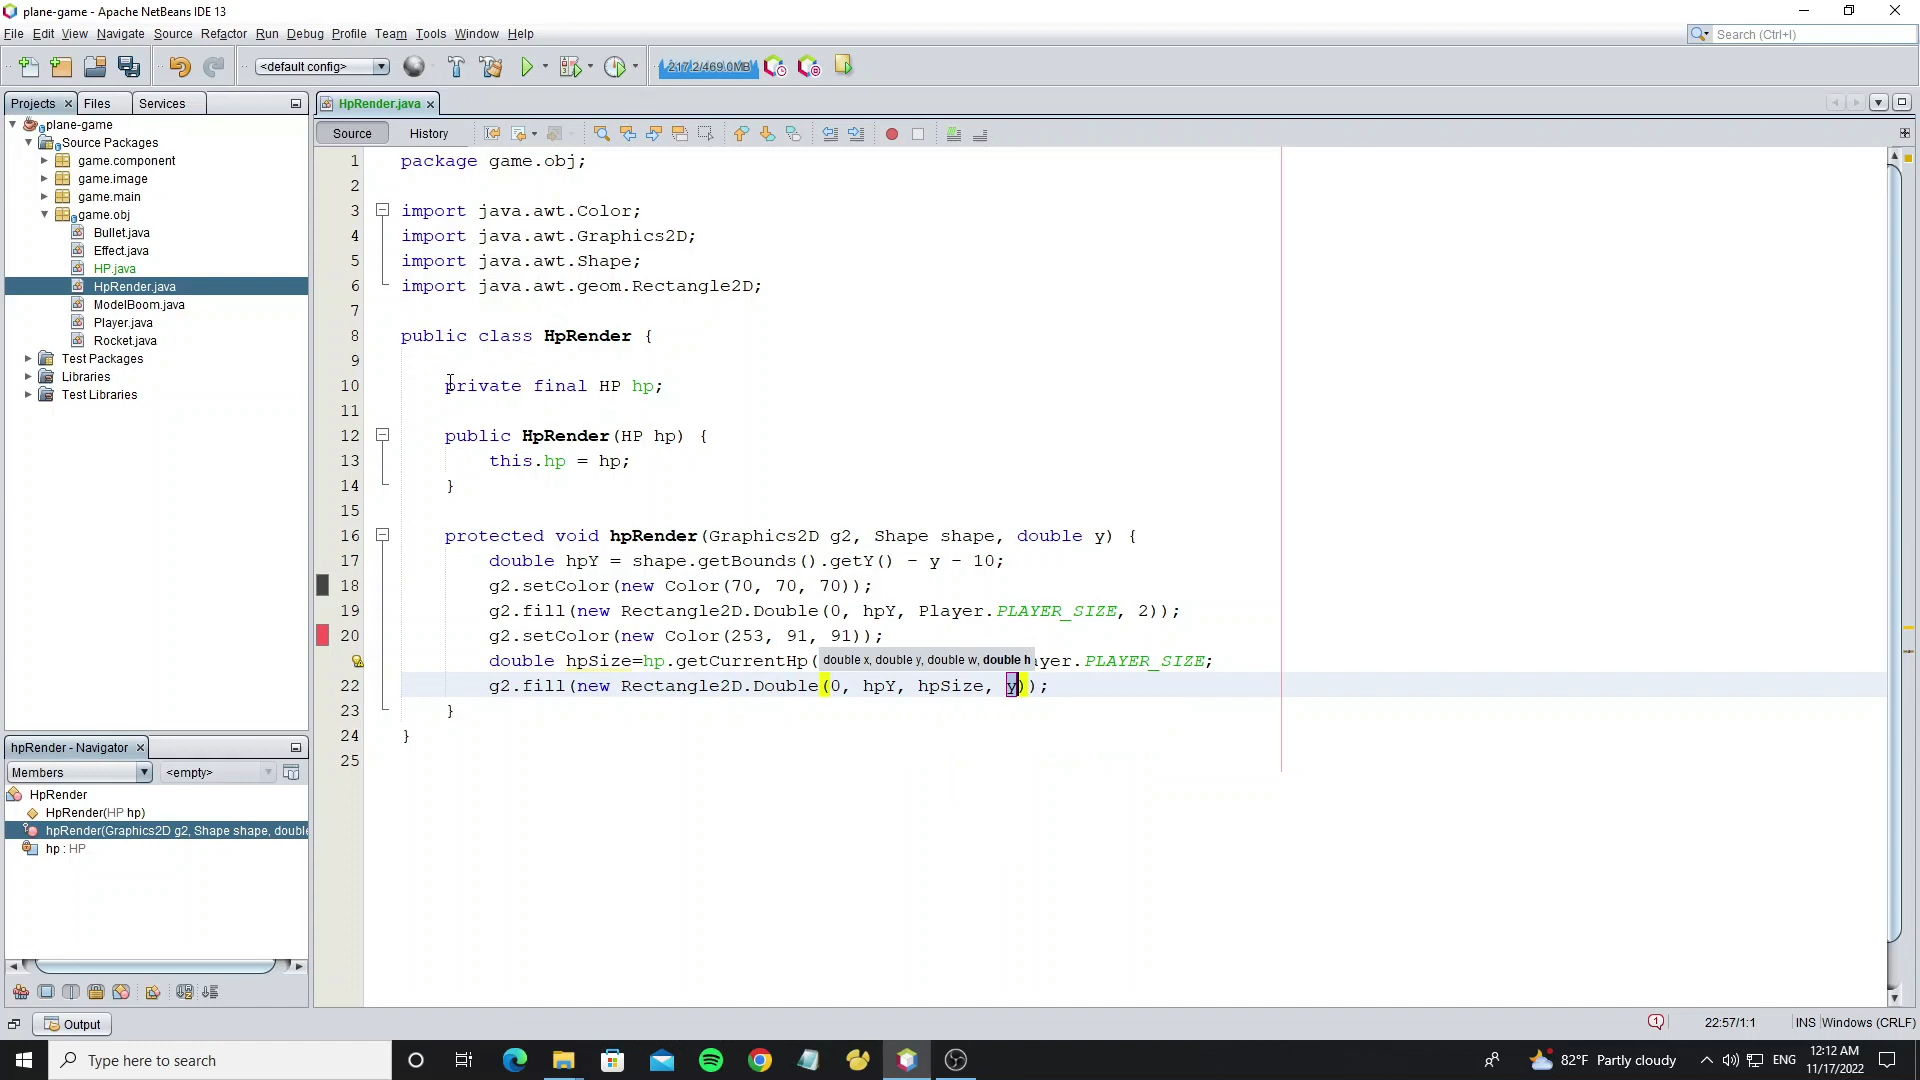 plane-game - Apache NetBeans IDE 13
File Edit View Navigate Source Refactor Run Debug Profile Team Tools Window Help
Search (Ctrl+I)
<default config>
217.2/469.0MB
Projects Files Services
HpRender.java
Source History
plane-game
Source Packages
game.component
game.image
game.main
game.obj
Bullet.java
Effect.java
HP.java
HpRender.java
ModelBoom.java
Player.java
Rocket.java
Test Packages
Libraries
Test Libraries
1 package game.obj;
2
3 import java.awt.Color;
4 import java.awt.Graphics2D;
5 import java.awt.Shape;
6 import java.awt.geom.Rectangle2D;
7
8 public class HpRender {
9
10 private final HP hp;
11
12 public HpRender(HP hp) {
13 this.hp = hp;
14 }
15
16 protected void hpRender(Graphics2D g2, Shape shape, double y) {
17 double hpY = shape.getBounds().getY() - y - 10;
18 g2.setColor(new Color(70, 70, 70));
19 g2.fill(new Rectangle2D.Double(0, hpY, Player.PLAYER_SIZE, 2));
20 g2.setColor(new Color(253, 91, 91));
double hpSize=hp.getCurrentHp( yer.PLAYER_SIZE;
double x, double y, double w, double h
22 g2.fill(new Rectangle2D.Double(0, hpY, hpSize, y));
23 }
24 }
25
hpRender - Navigator
Members <empty>
HpRender
HpRender(HP hp)
hpRender(Graphics2D g2, Shape shape, double
hp : HP
Output
22:57/1:1 INS Windows (CRLF)
Type here to search
82°F Partly cloudy
ENG
12:12 AM
11/17/2022